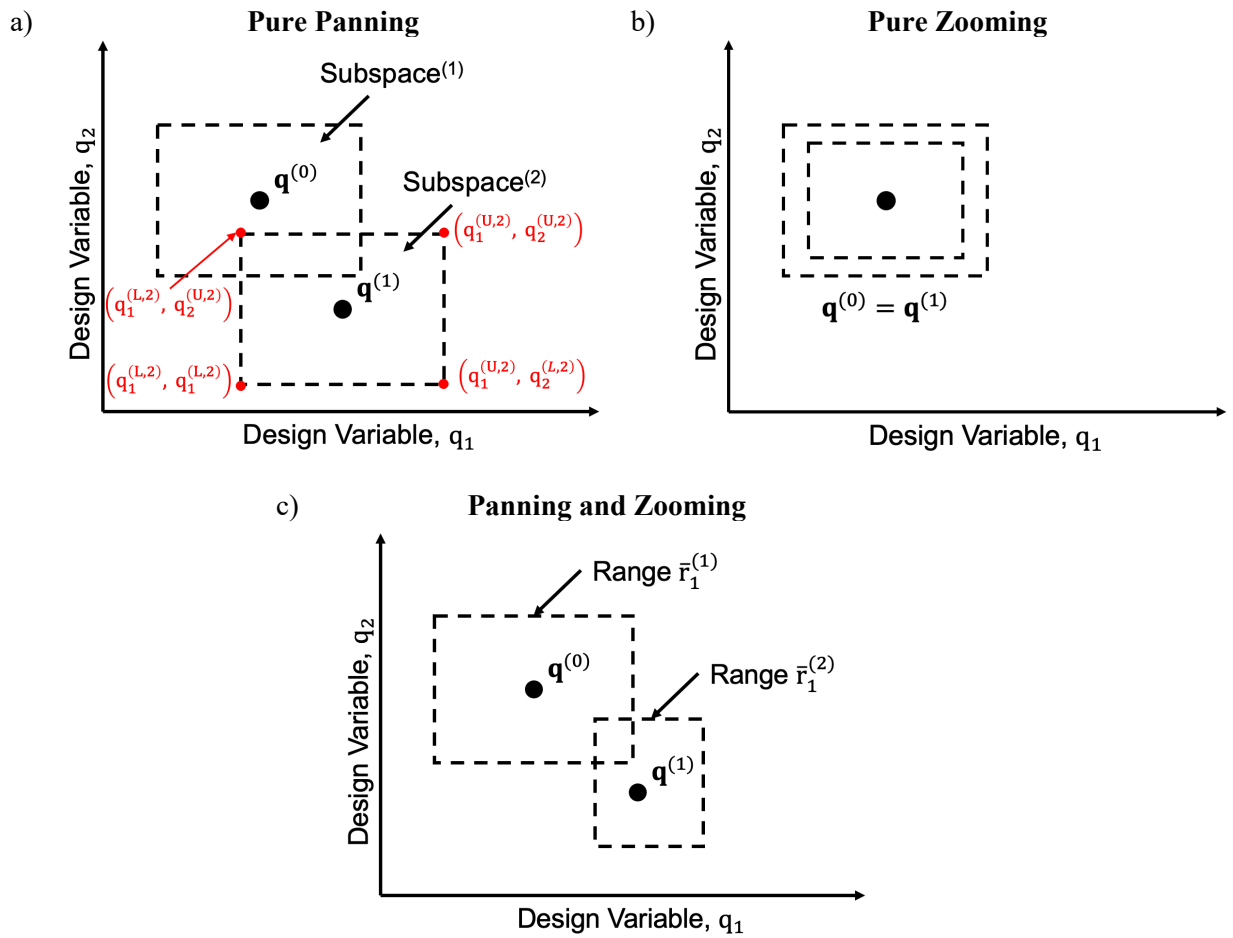 a)
Pure Panning
Subspace⁽¹⁾
q⁽⁰⁾
Subspace⁽²⁾
(q₁^(U,2), q₂^(U,2))
(q₁^(L,2), q₂^(U,2))
q⁽¹⁾
(q₁^(L,2), q₁^(L,2))
(q₁^(U,2), q₂^(L,2))
Design Variable, q₂
Design Variable, q₁
b)
Pure Zooming
q⁽⁰⁾ = q⁽¹⁾
Design Variable, q₂
Design Variable, q₁
c)
Panning and Zooming
Range r̄₁⁽¹⁾
q⁽⁰⁾
Range r̄₁⁽²⁾
q⁽¹⁾
Design Variable, q₂
Design Variable, q₁